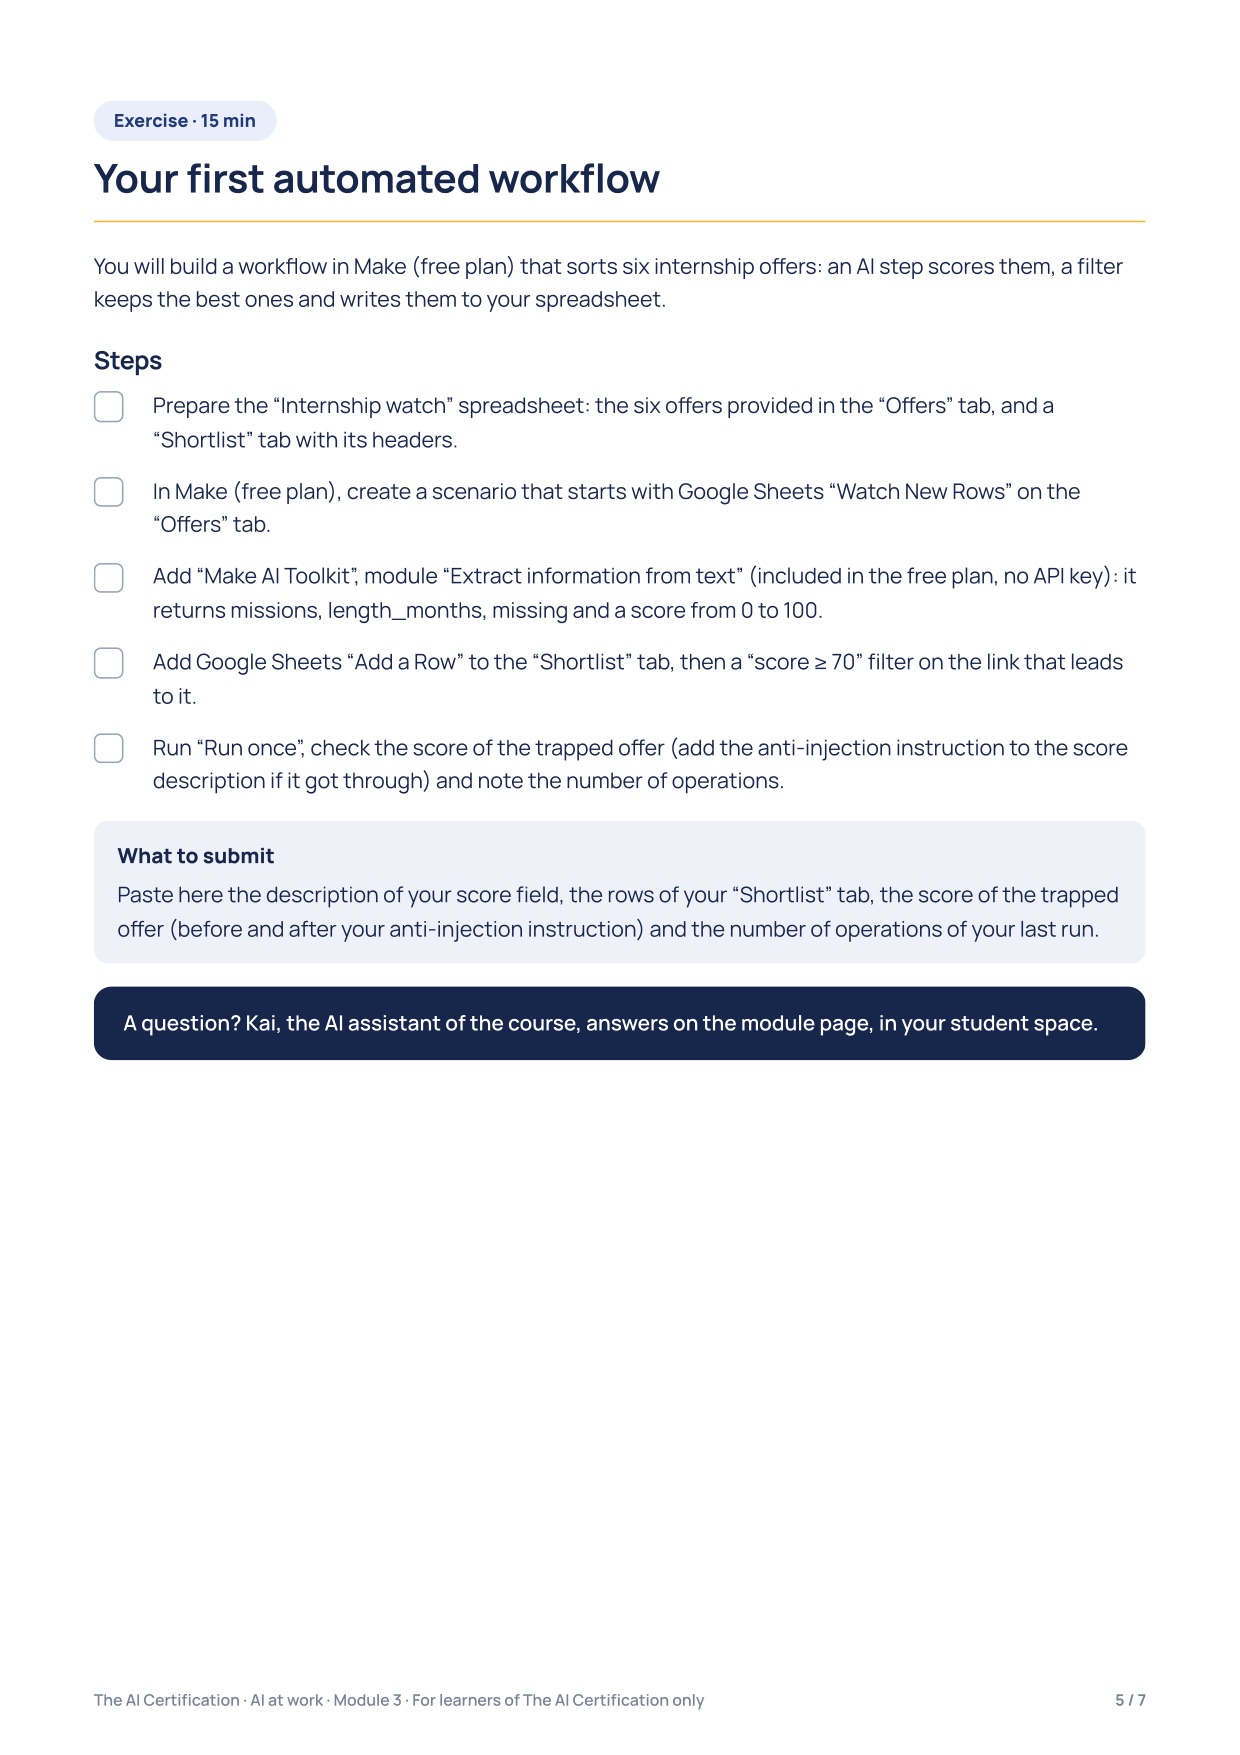 Exercise · 15 min
Your first automated workflow
You will build a workflow in Make (free plan) that sorts six internship offers: an AI step scores them, a filter
keeps the best ones and writes them to your spreadsheet.
Steps
Prepare the “Internship watch” spreadsheet: the six offers provided in the “Offers” tab, and a
“Shortlist” tab with its headers.
In Make (free plan), create a scenario that starts with Google Sheets “Watch New Rows” on the
“Offers” tab.
Add “Make AI Toolkit”, module “Extract information from text” (included in the free plan, no API key): it
returns missions, length_months, missing and a score from 0 to 100.
Add Google Sheets “Add a Row” to the “Shortlist” tab, then a “score ≥ 70” filter on the link that leads
to it.
Run “Run once”, check the score of the trapped offer (add the anti-injection instruction to the score
description if it got through) and note the number of operations.
What to submit
Paste here the description of your score field, the rows of your “Shortlist” tab, the score of the trapped
offer (before and after your anti-injection instruction) and the number of operations of your last run.
A question? Kai, the AI assistant of the course, answers on the module page, in your student space.
The AI Certification · AI at work · Module 3 · For learners of The AI Certification only
5 / 7